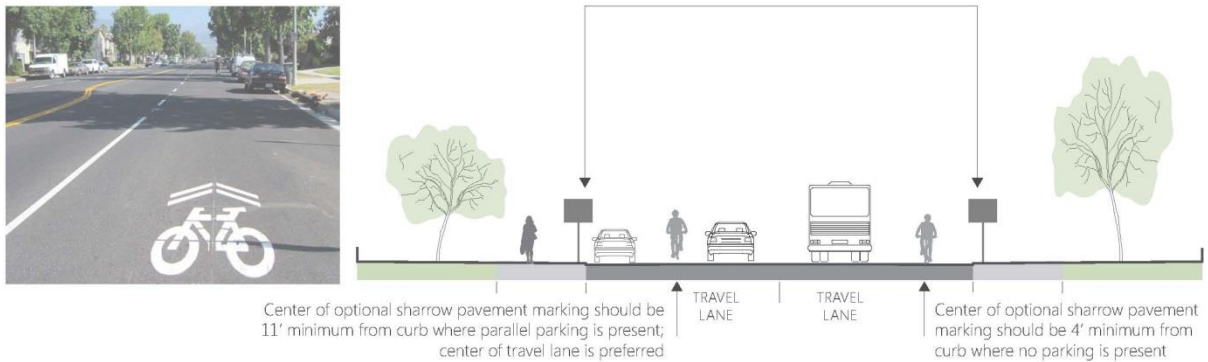 TRAVEL
LANE
TRAVEL
LANE
Center of optional sharrow pavement marking should be
11' minimum from curb where parallel parking is present;
center of travel lane is preferred
Center of optional sharrow pavement
marking should be 4' minimum from
curb where no parking is present